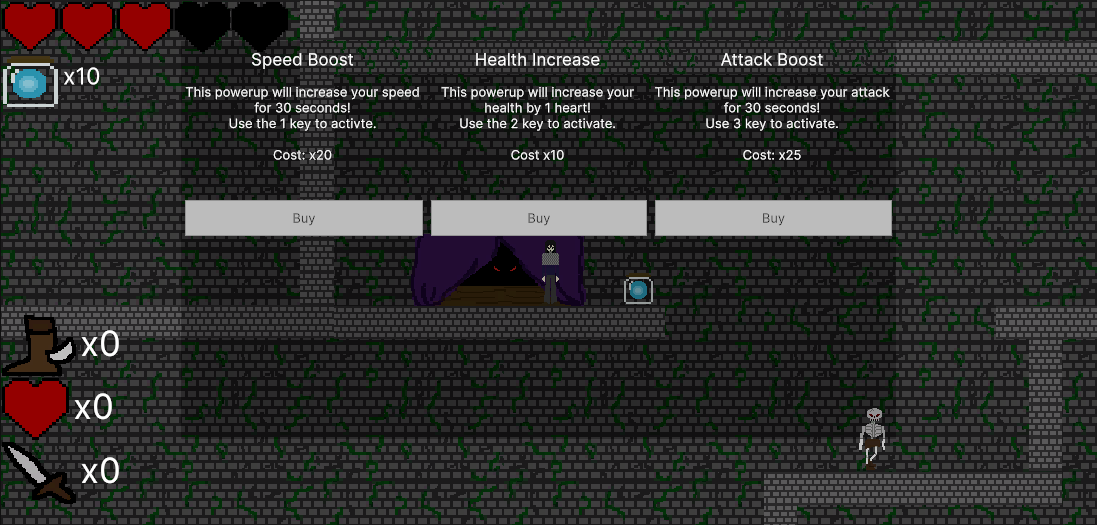 x10
Speed Boost
This powerup will increase your speed
for 30 seconds!
Use the 1 key to activte.
Cost: x20
Buy
Health Increase
This powerup will increase your
health by 1 heart!
Use the 2 key to activate.
Cost x10
Buy
Attack Boost
This powerup will increase your attack
for 30 seconds!
Use 3 key to activate.
Cost: x25
Buy
x0
x0
x0